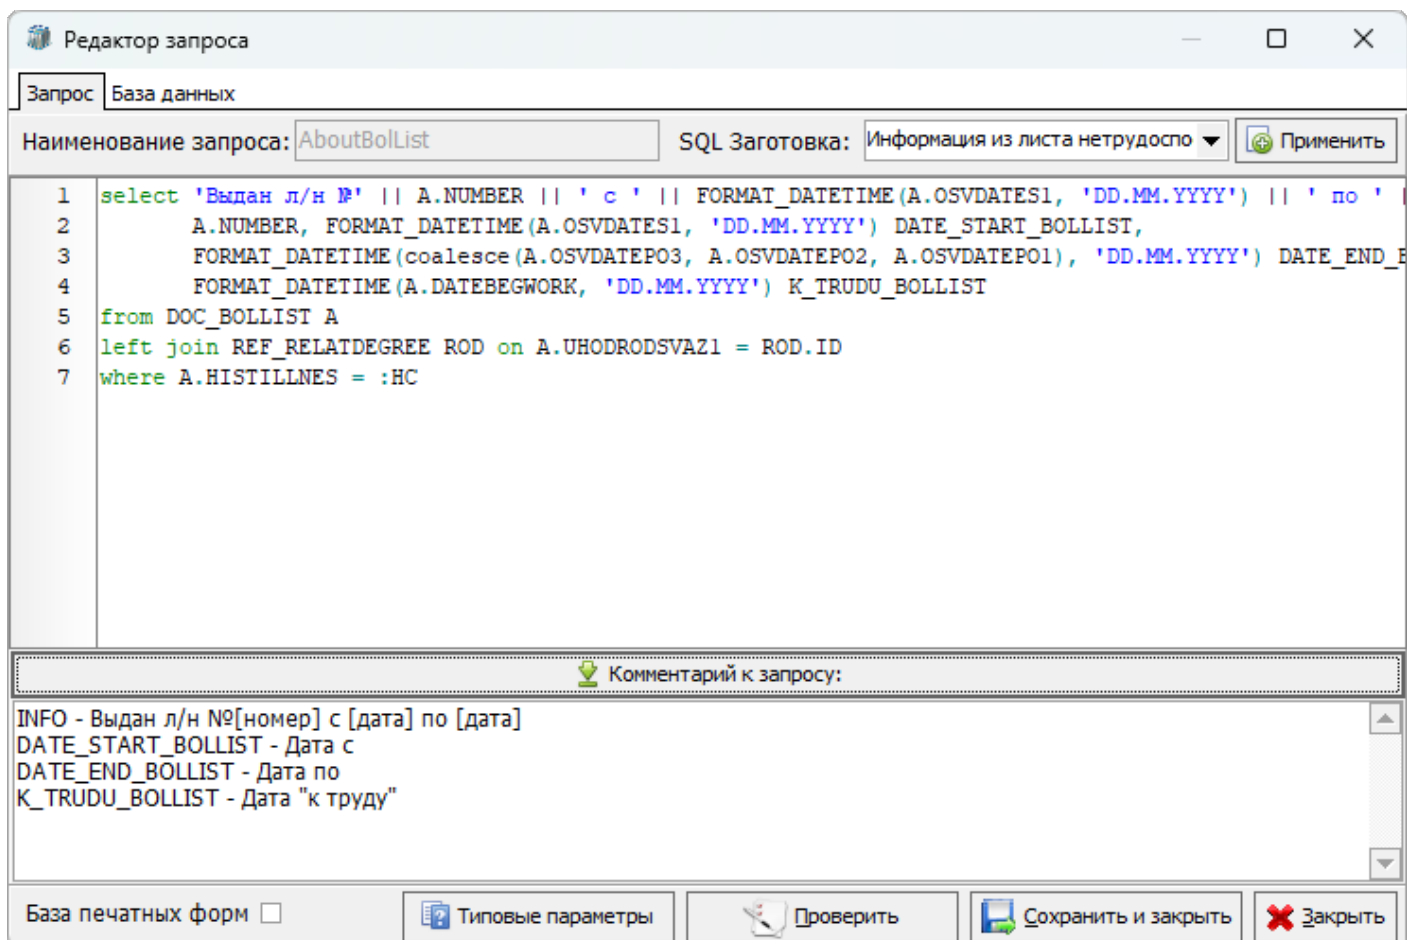 Редактор запроса
Запрос База данных
Наименование запроса: AboutBolList SQL Заготовка: Информация из листа нетрудоспо Применить
1 select 'Выдан л/н №' || A.NUMBER || ' с ' || FORMAT_DATETIME(A.OSVDATES1, 'DD.MM.YYYY') || ' по ' |
2 A.NUMBER, FORMAT_DATETIME(A.OSVDATES1, 'DD.MM.YYYY') DATE_START_BOLLIST,
3 FORMAT_DATETIME(coalesce(A.OSVDATEPO3, A.OSVDATEPO2, A.OSVDATEPO1), 'DD.MM.YYYY') DATE_END_B
4 FORMAT_DATETIME(A.DATEBEGWORK, 'DD.MM.YYYY') K_TRUDU_BOLLIST
5 from DOC_BOLLIST A
6 left join REF_RELATDEGREE ROD on A.UHODRODSVAZ1 = ROD.ID
7 where A.HISTILLNES = :HC
Комментарий к запросу:
INFO - Выдан л/н №[номер] с [дата] по [дата]
DATE_START_BOLLIST - Дата с
DATE_END_BOLLIST - Дата по
K_TRUDU_BOLLIST - Дата "к труду"
База печатных форм Типовые параметры Проверить Сохранить и закрыть Закрыть